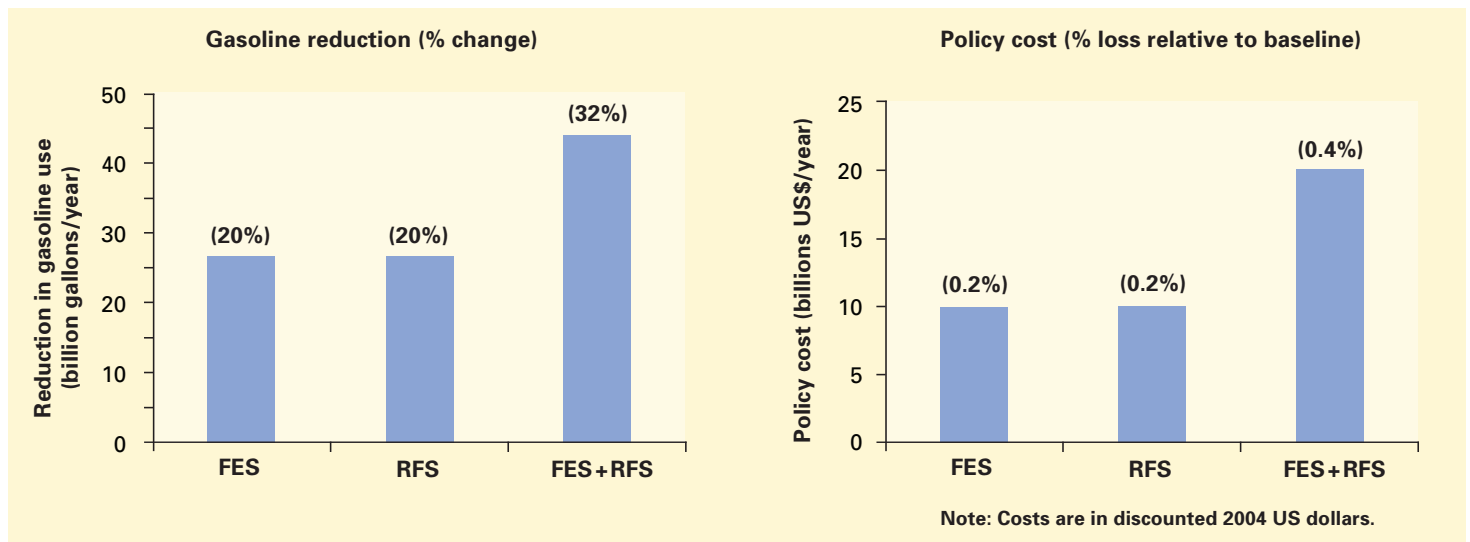 Gasoline reduction (% change)
Reduction in gasoline use
(billion gallons/year)
50
40
30
20
10
0
(20%)
(20%)
(32%)
FES
RFS
FES+RFS
Policy cost (% loss relative to baseline)
Policy cost (billions US$/year)
25
20
15
10
5
0
(0.2%)
(0.2%)
(0.4%)
FES
RFS
FES+RFS
Note: Costs are in discounted 2004 US dollars.